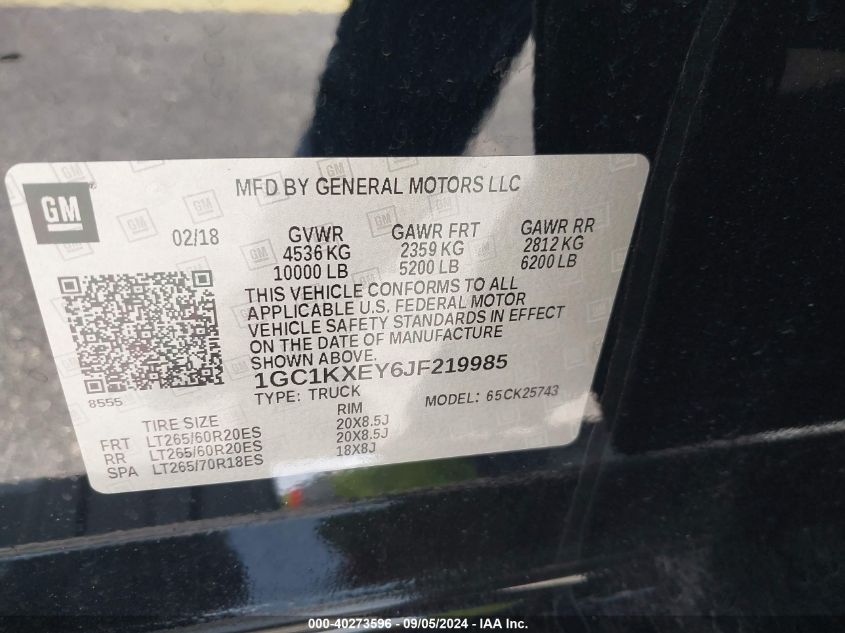 MFD BY GENERAL MOTORS LLC
GM
02/18
GVWR GAWR FRT GAWR RR
4536 KG 2359 KG 2812 KG
10000 LB 5200 LB 6200 LB
THIS VEHICLE CONFORMS TO ALL
APPLICABLE U.S. FEDERAL MOTOR
VEHICLE SAFETY STANDARDS IN EFFECT
ON THE DATE OF MANUFACTURE
SHOWN ABOVE.
1GC1KXEY6JF219985
8555
TYPE: TRUCK MODEL: 65CK25743
TIRE SIZE RIM
FRT LT265/60R20ES 20X8.5J
RR LT265/60R20ES 20X8.5J
SPA LT265/70R18ES 18X8J
000-40273596 - 09/05/2024 - IAA Inc.